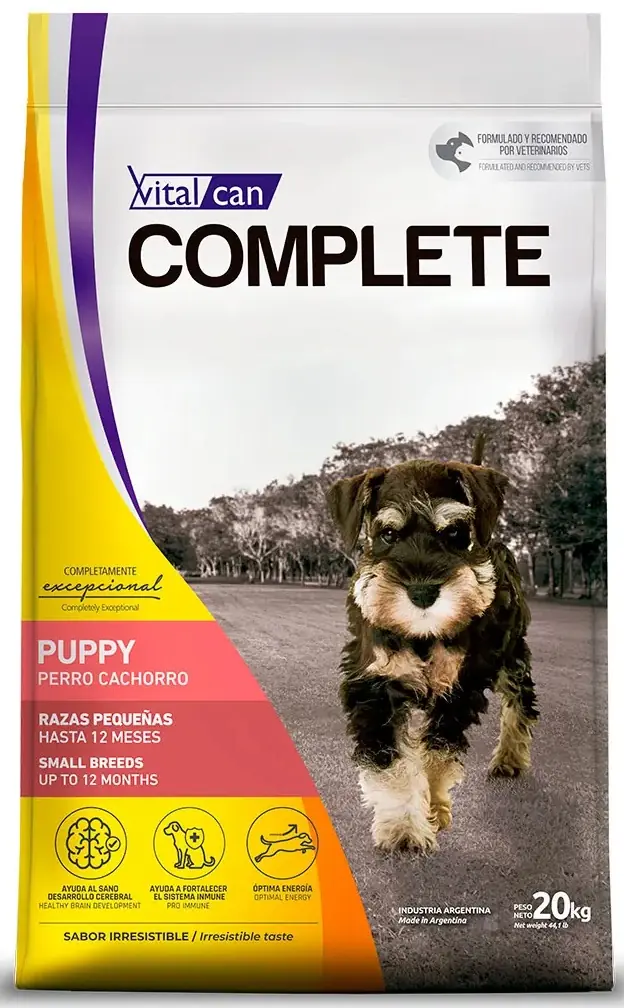 FORMULADO Y RECOMENDADO
POR VETERINARIOS
FORMULATED AND RECOMMENDED BY VETS
Vital can
COMPLETE
COMPLETAMENTE
excepcional
Completely Exceptional
PUPPY
PERRO CACHORRO
RAZAS PEQUEÑAS
HASTA 12 MESES
SMALL BREEDS
UP TO 12 MONTHS
AYUDA AL SANO
DESARROLLO CEREBRAL
HEALTHY BRAIN DEVELOPMENT
AYUDA A FORTALECER
EL SISTEMA INMUNE
PRO IMMUNE
ÓPTIMA ENERGÍA
OPTIMAL ENERGY
SABOR IRRESISTIBLE / Irresistible taste
INDUSTRIA ARGENTINA
Made in Argentina
PESO NETO 20kg
Net weight 44,1 lb